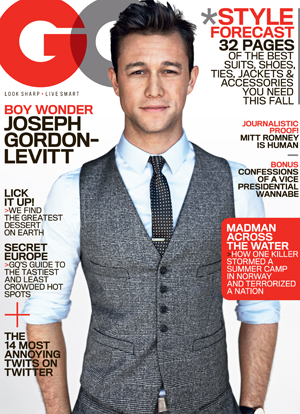 GQ
LOOK SHARP • LIVE SMART
BOY WONDER
JOSEPH
GORDON-
LEVITT
LICK
IT UP!
>WE FIND
THE GREATEST
DESSERT
ON EARTH
SECRET
EUROPE
>GQ'S GUIDE TO
THE TASTIEST
AND LEAST
CROWDED HOT
SPOTS
+
THE
14 MOST
ANNOYING
TWITS ON
TWITTER
*STYLE
FORECAST
32 PAGES
OF THE BEST
SUITS, SHOES,
TIES, JACKETS &
ACCESSORIES
YOU NEED
THIS FALL
JOURNALISTIC
PROOF!
MITT ROMNEY
IS HUMAN
BONUS
CONFESSIONS
OF A VICE
PRESIDENTIAL
WANNABE
MADMAN
ACROSS
THE WATER
>HOW ONE KILLER
STORMED A
SUMMER CAMP
IN NORWAY
AND TERRORIZED
A NATION